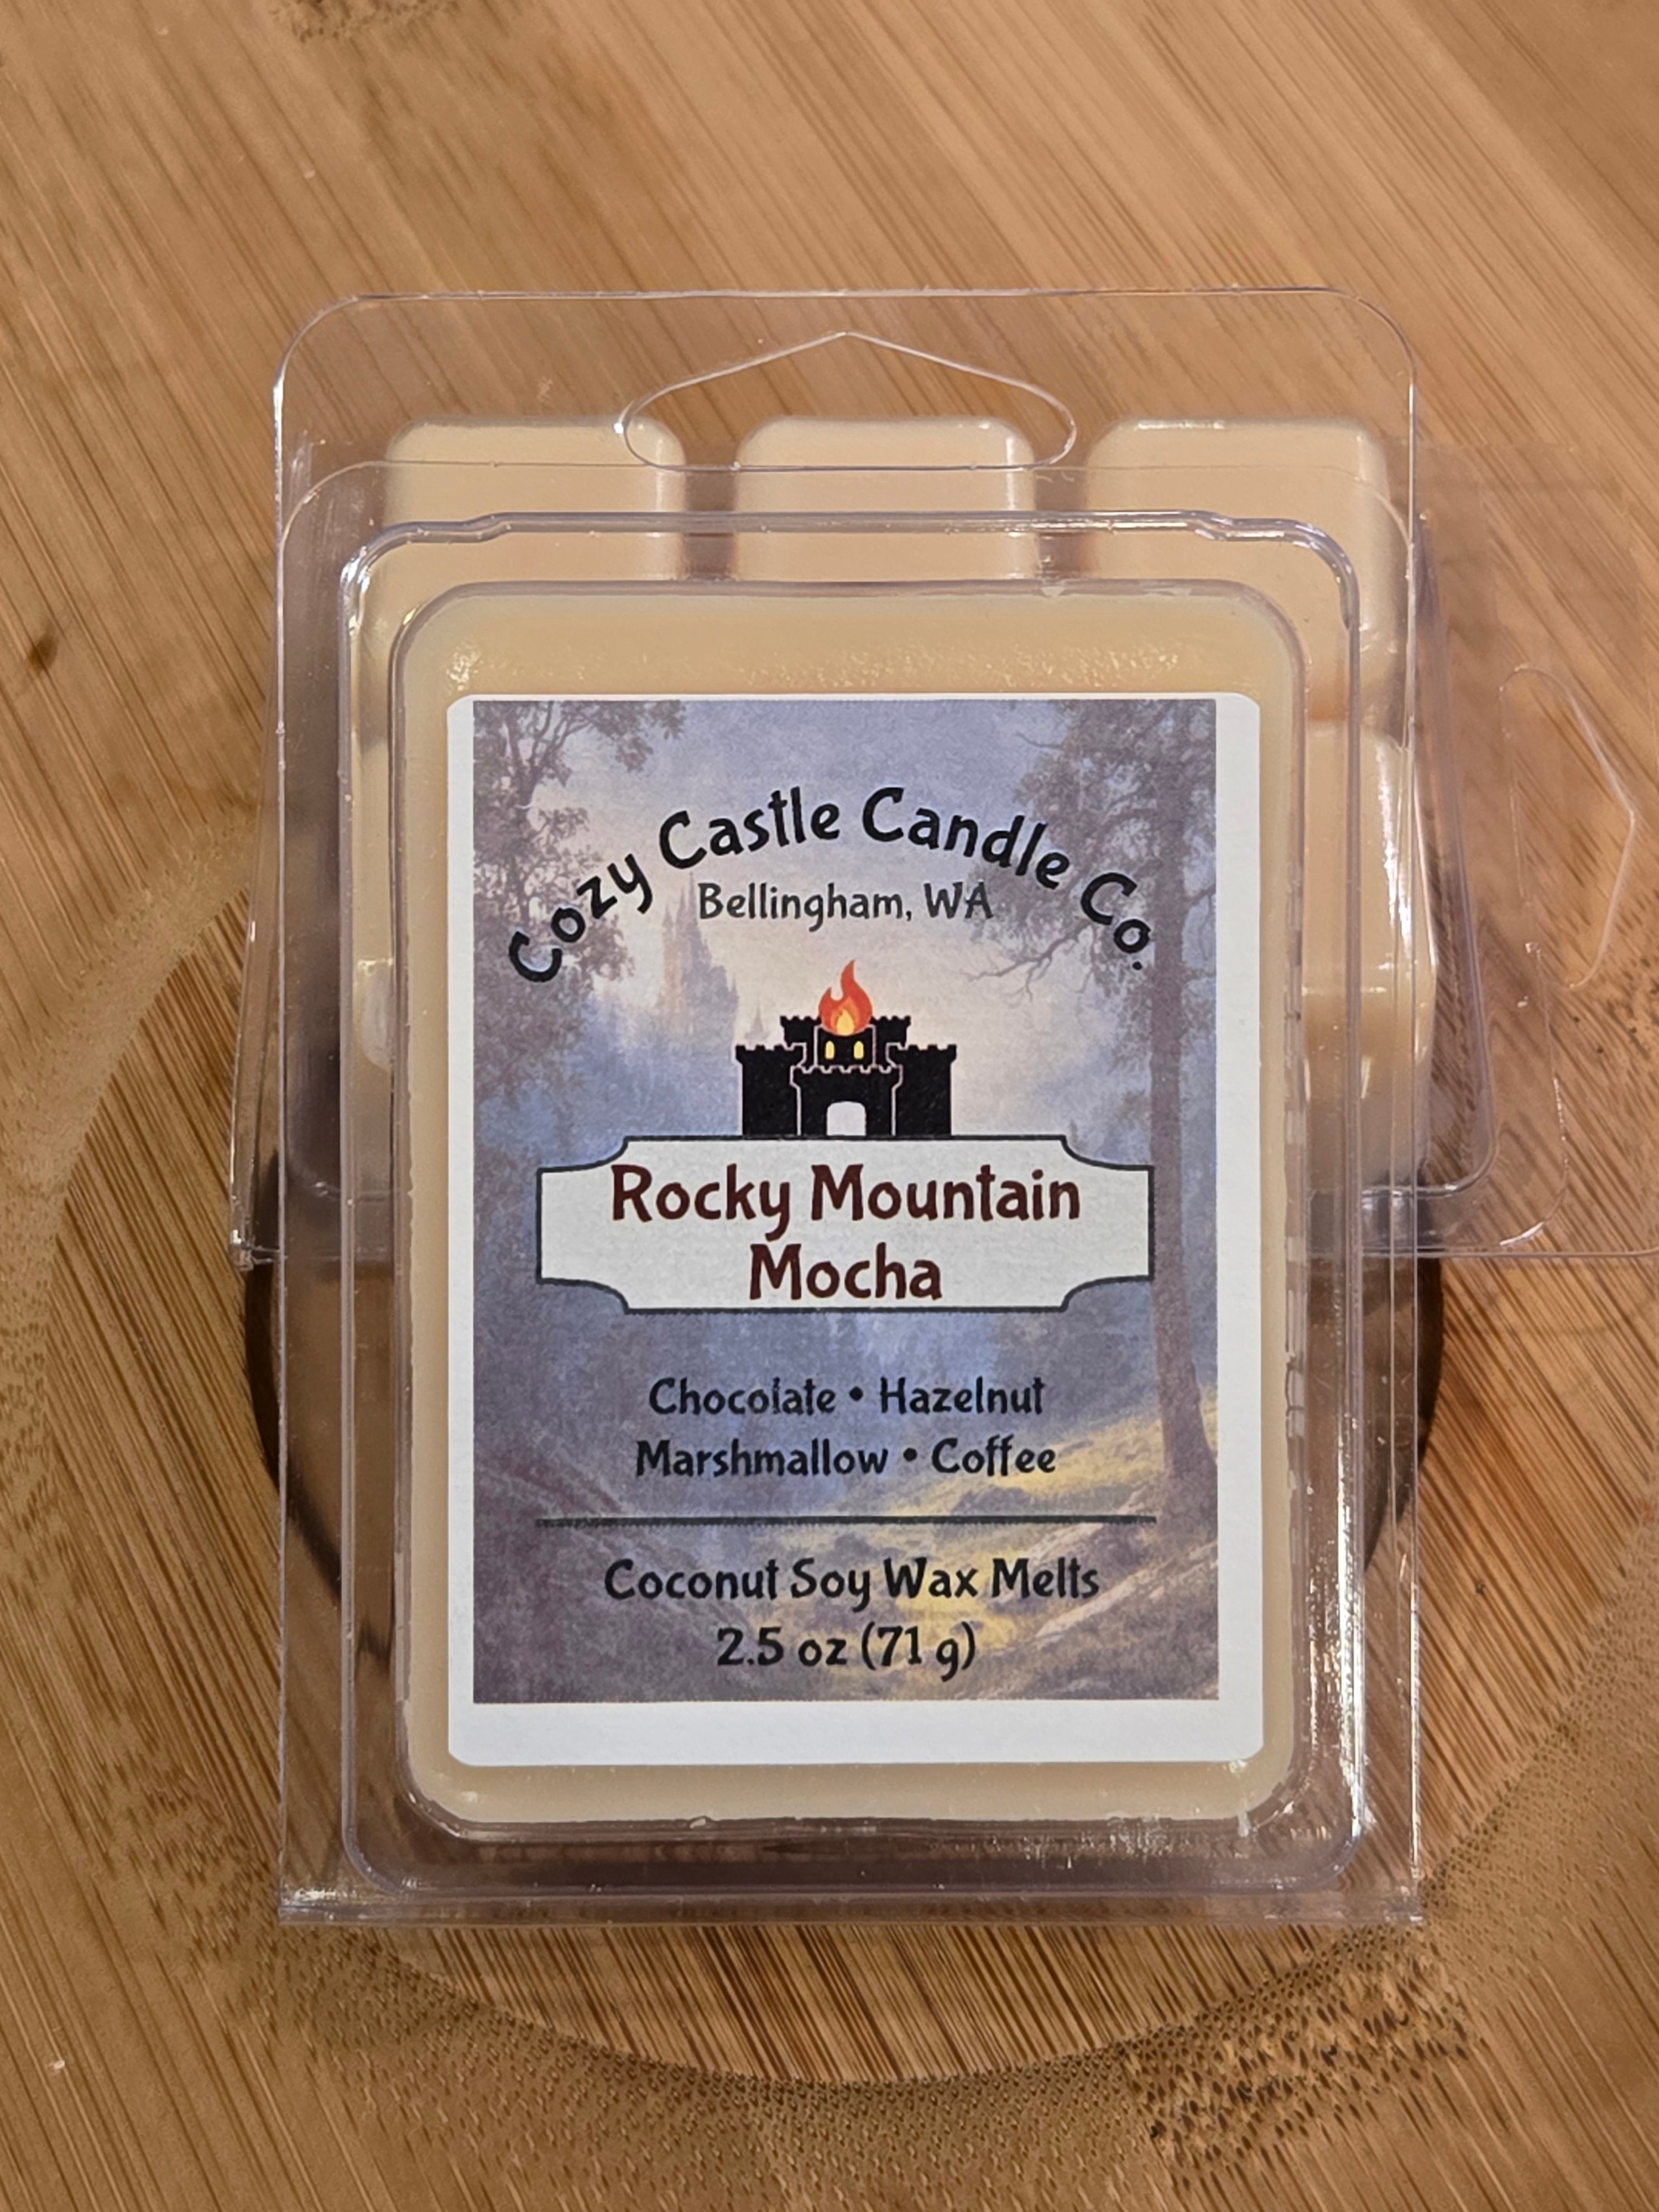 Cozy Castle Candle Co.
Bellingham, WA
Rocky Mountain
Mocha
Chocolate • Hazelnut
Marshmallow • Coffee
Coconut Soy Wax Melts
2.5 oz (71 g)